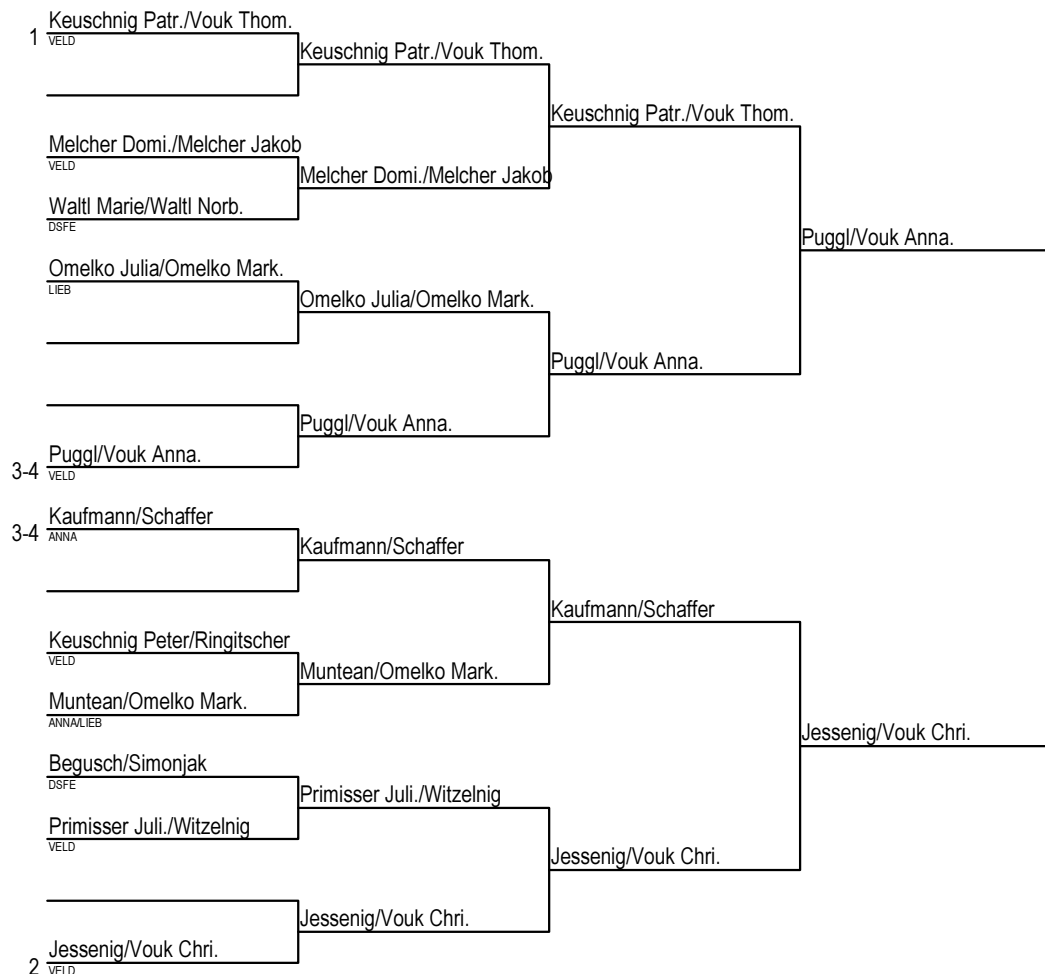 Keuschnig Patr./Vouk Thom.
1
VELD
Keuschnig Patr./Vouk Thom.
Keuschnig Patr./Vouk Thom.
Melcher Domi./Melcher Jakob
VELD
Melcher Domi./Melcher Jakob
Waltl Marie/Waltl Norb.
DSFE
Puggl/Vouk Anna.
Omelko Julia/Omelko Mark.
LIEB
Omelko Julia/Omelko Mark.
Puggl/Vouk Anna.
Puggl/Vouk Anna.
Puggl/Vouk Anna.
3-4
VELD
Kaufmann/Schaffer
3-4
ANNA
Kaufmann/Schaffer
Kaufmann/Schaffer
Keuschnig Peter/Ringitscher
VELD
Muntean/Omelko Mark.
Muntean/Omelko Mark.
ANNA/LIEB
Jessenig/Vouk Chri.
Begusch/Simonjak
DSFE
Primisser Juli./Witzelnig
Primisser Juli./Witzelnig
VELD
Jessenig/Vouk Chri.
Jessenig/Vouk Chri.
Jessenig/Vouk Chri.
2
VELD